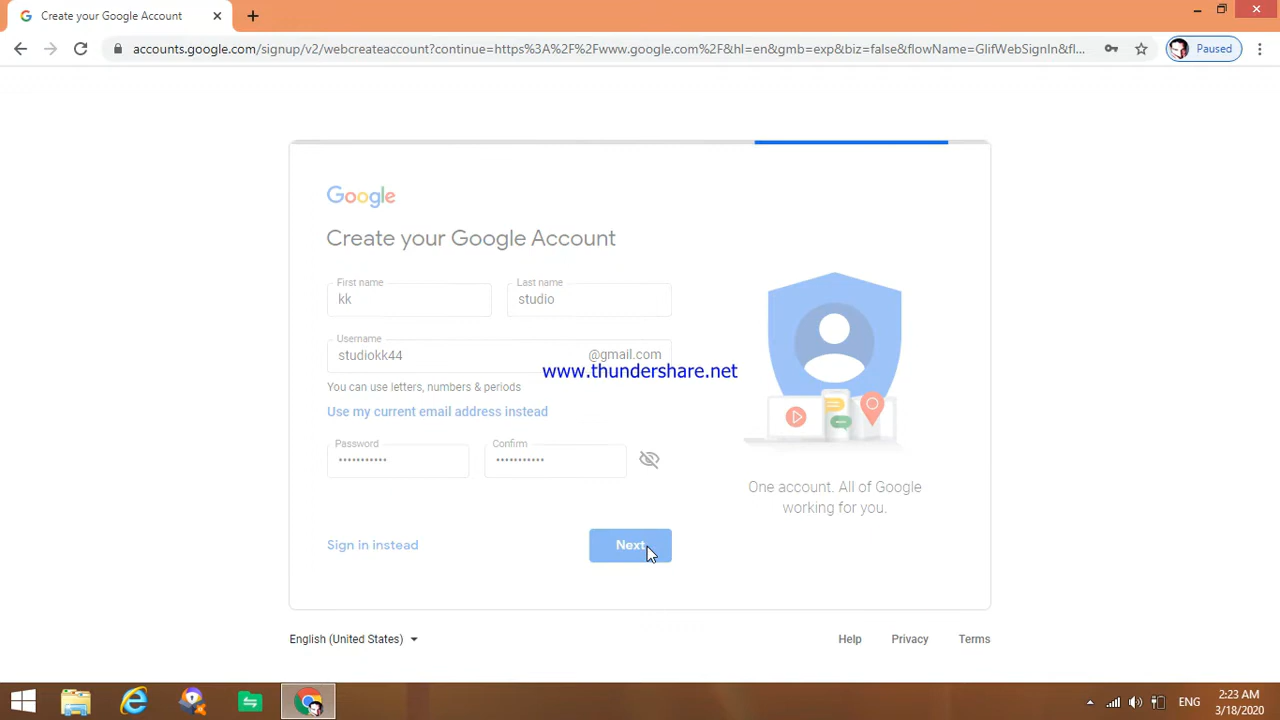 Create your Google Account
accounts.google.com/signup/v2/webcreateaccount?continue=https%3A%2F%2Fwww.google.com%2F&hl=en&gmb=exp&biz=false&flowName=GlifWebSignIn&fl...
Paused
Google
Create your Google Account
First name
Last name
kk
studio
Username
studiokk44
@gmail.com
www.thundershare.net
You can use letters, numbers & periods
Use my current email address instead
Password
Confirm
•••••••••••
•••••••••••
One account. All of Google
working for you.
Sign in instead
Next
English (United States)
Help
Privacy
Terms
ENG
2:23 AM
3/18/2020